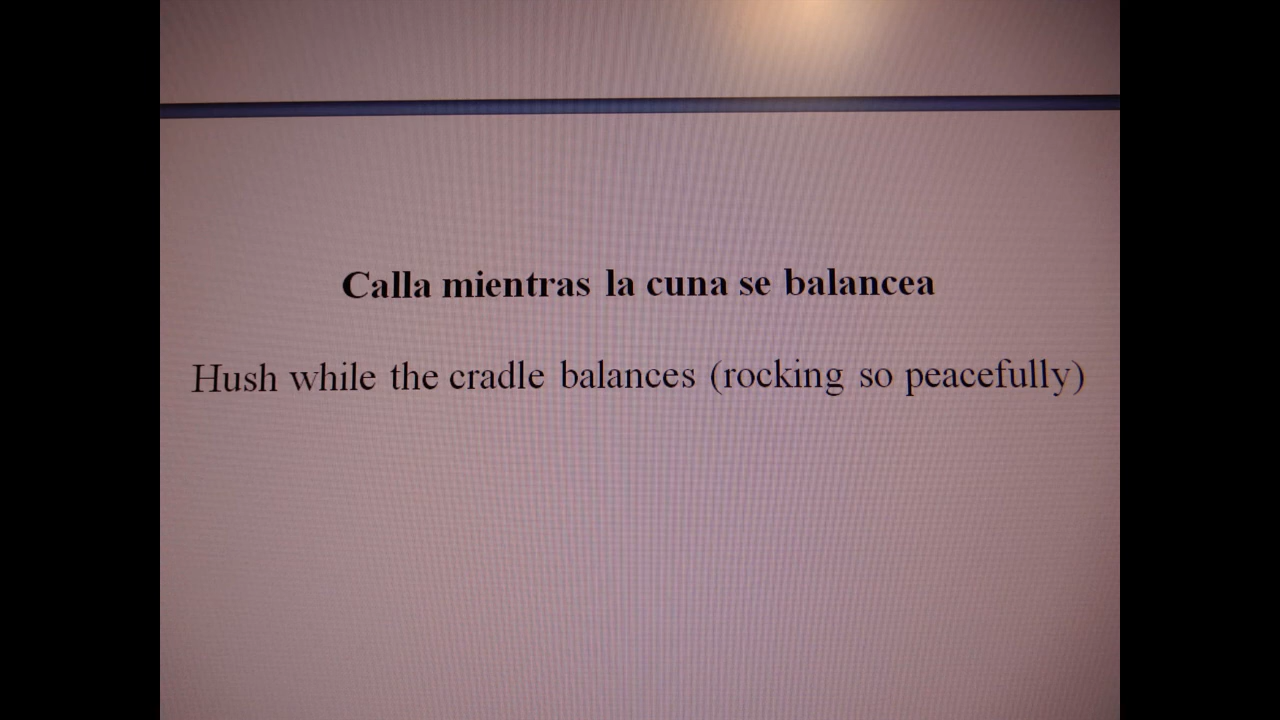 Calla mientras la cuna se balancea
Hush while the cradle balances (rocking so peacefully)